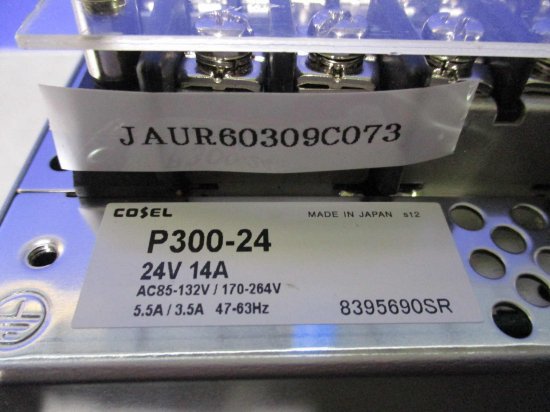 JAUR60309C073
COSEL
MADE IN JAPAN s12
P300-24
24V 14A
AC85-132V / 170-264V
5.5A / 3.5A 47-63Hz
8395690SR